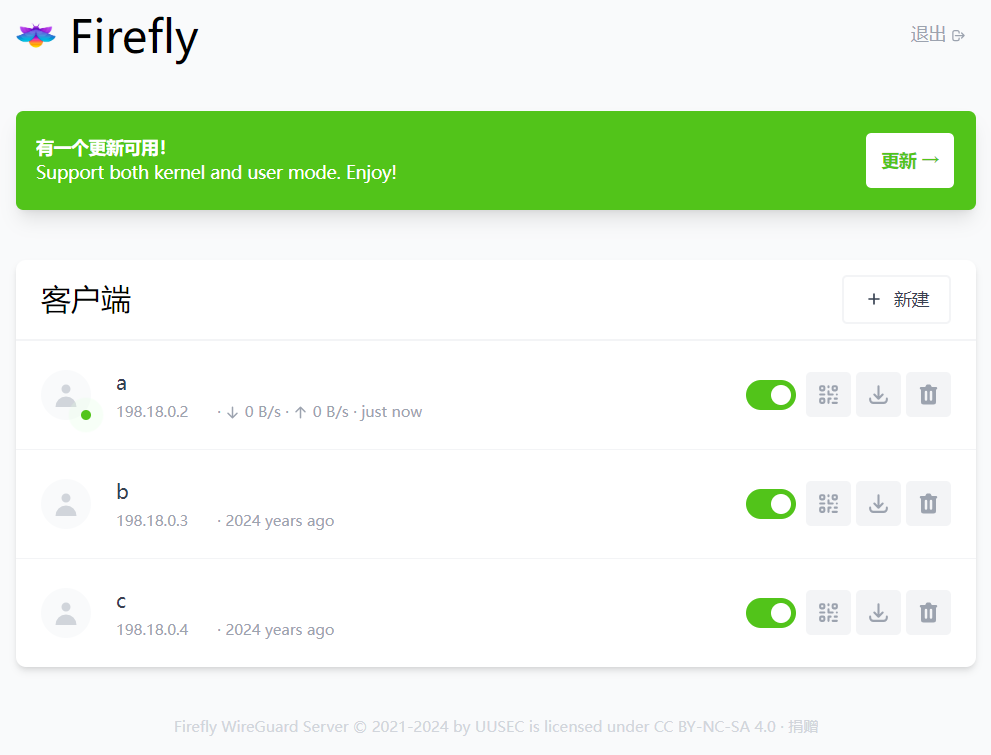 Firefly
退出
有一个更新可用!
Support both kernel and user mode. Enjoy!
更新 →
客户端
+ 新建
a
198.18.0.2 · ↓ 0 B/s · ↑ 0 B/s · just now
b
198.18.0.3 · 2024 years ago
c
198.18.0.4 · 2024 years ago
Firefly WireGuard Server © 2021-2024 by UUSEC is licensed under CC BY-NC-SA 4.0 · 捐赠